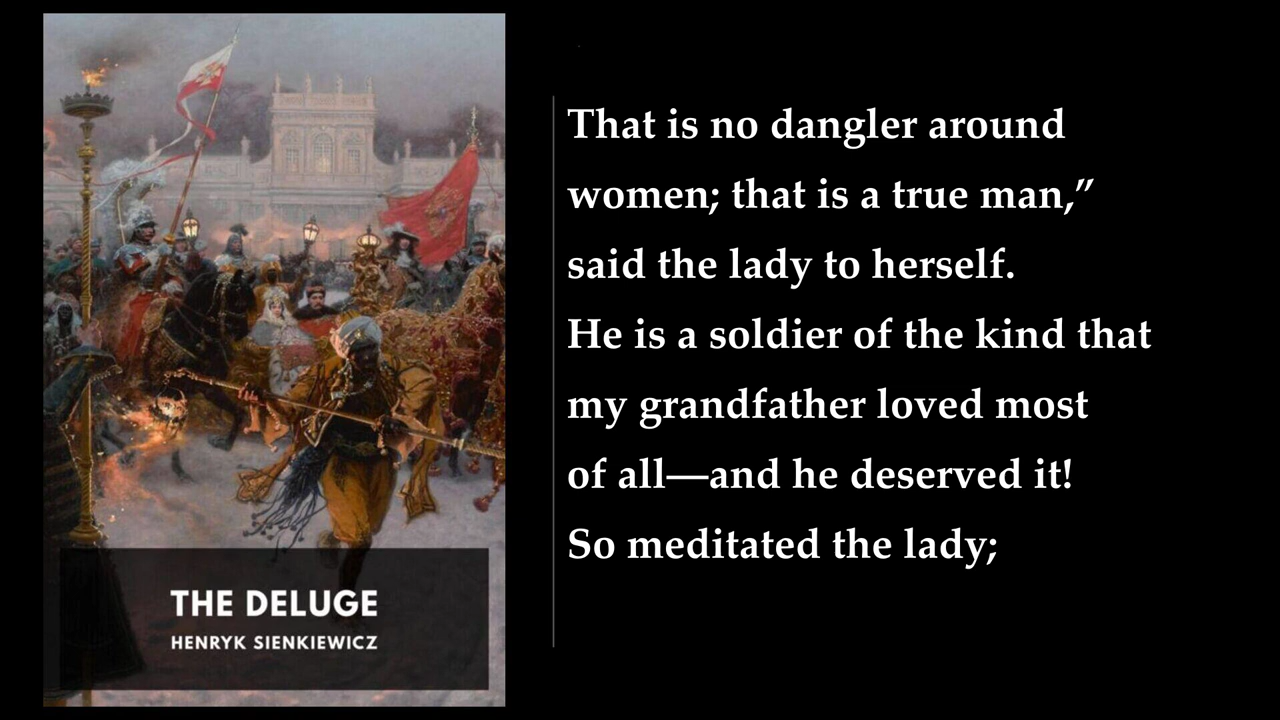 THE DELUGE
HENRYK SIENKIEWICZ
That is no dangler around
women; that is a true man,”
said the lady to herself.
He is a soldier of the kind that
my grandfather loved most
of all—and he deserved it!
So meditated the lady;